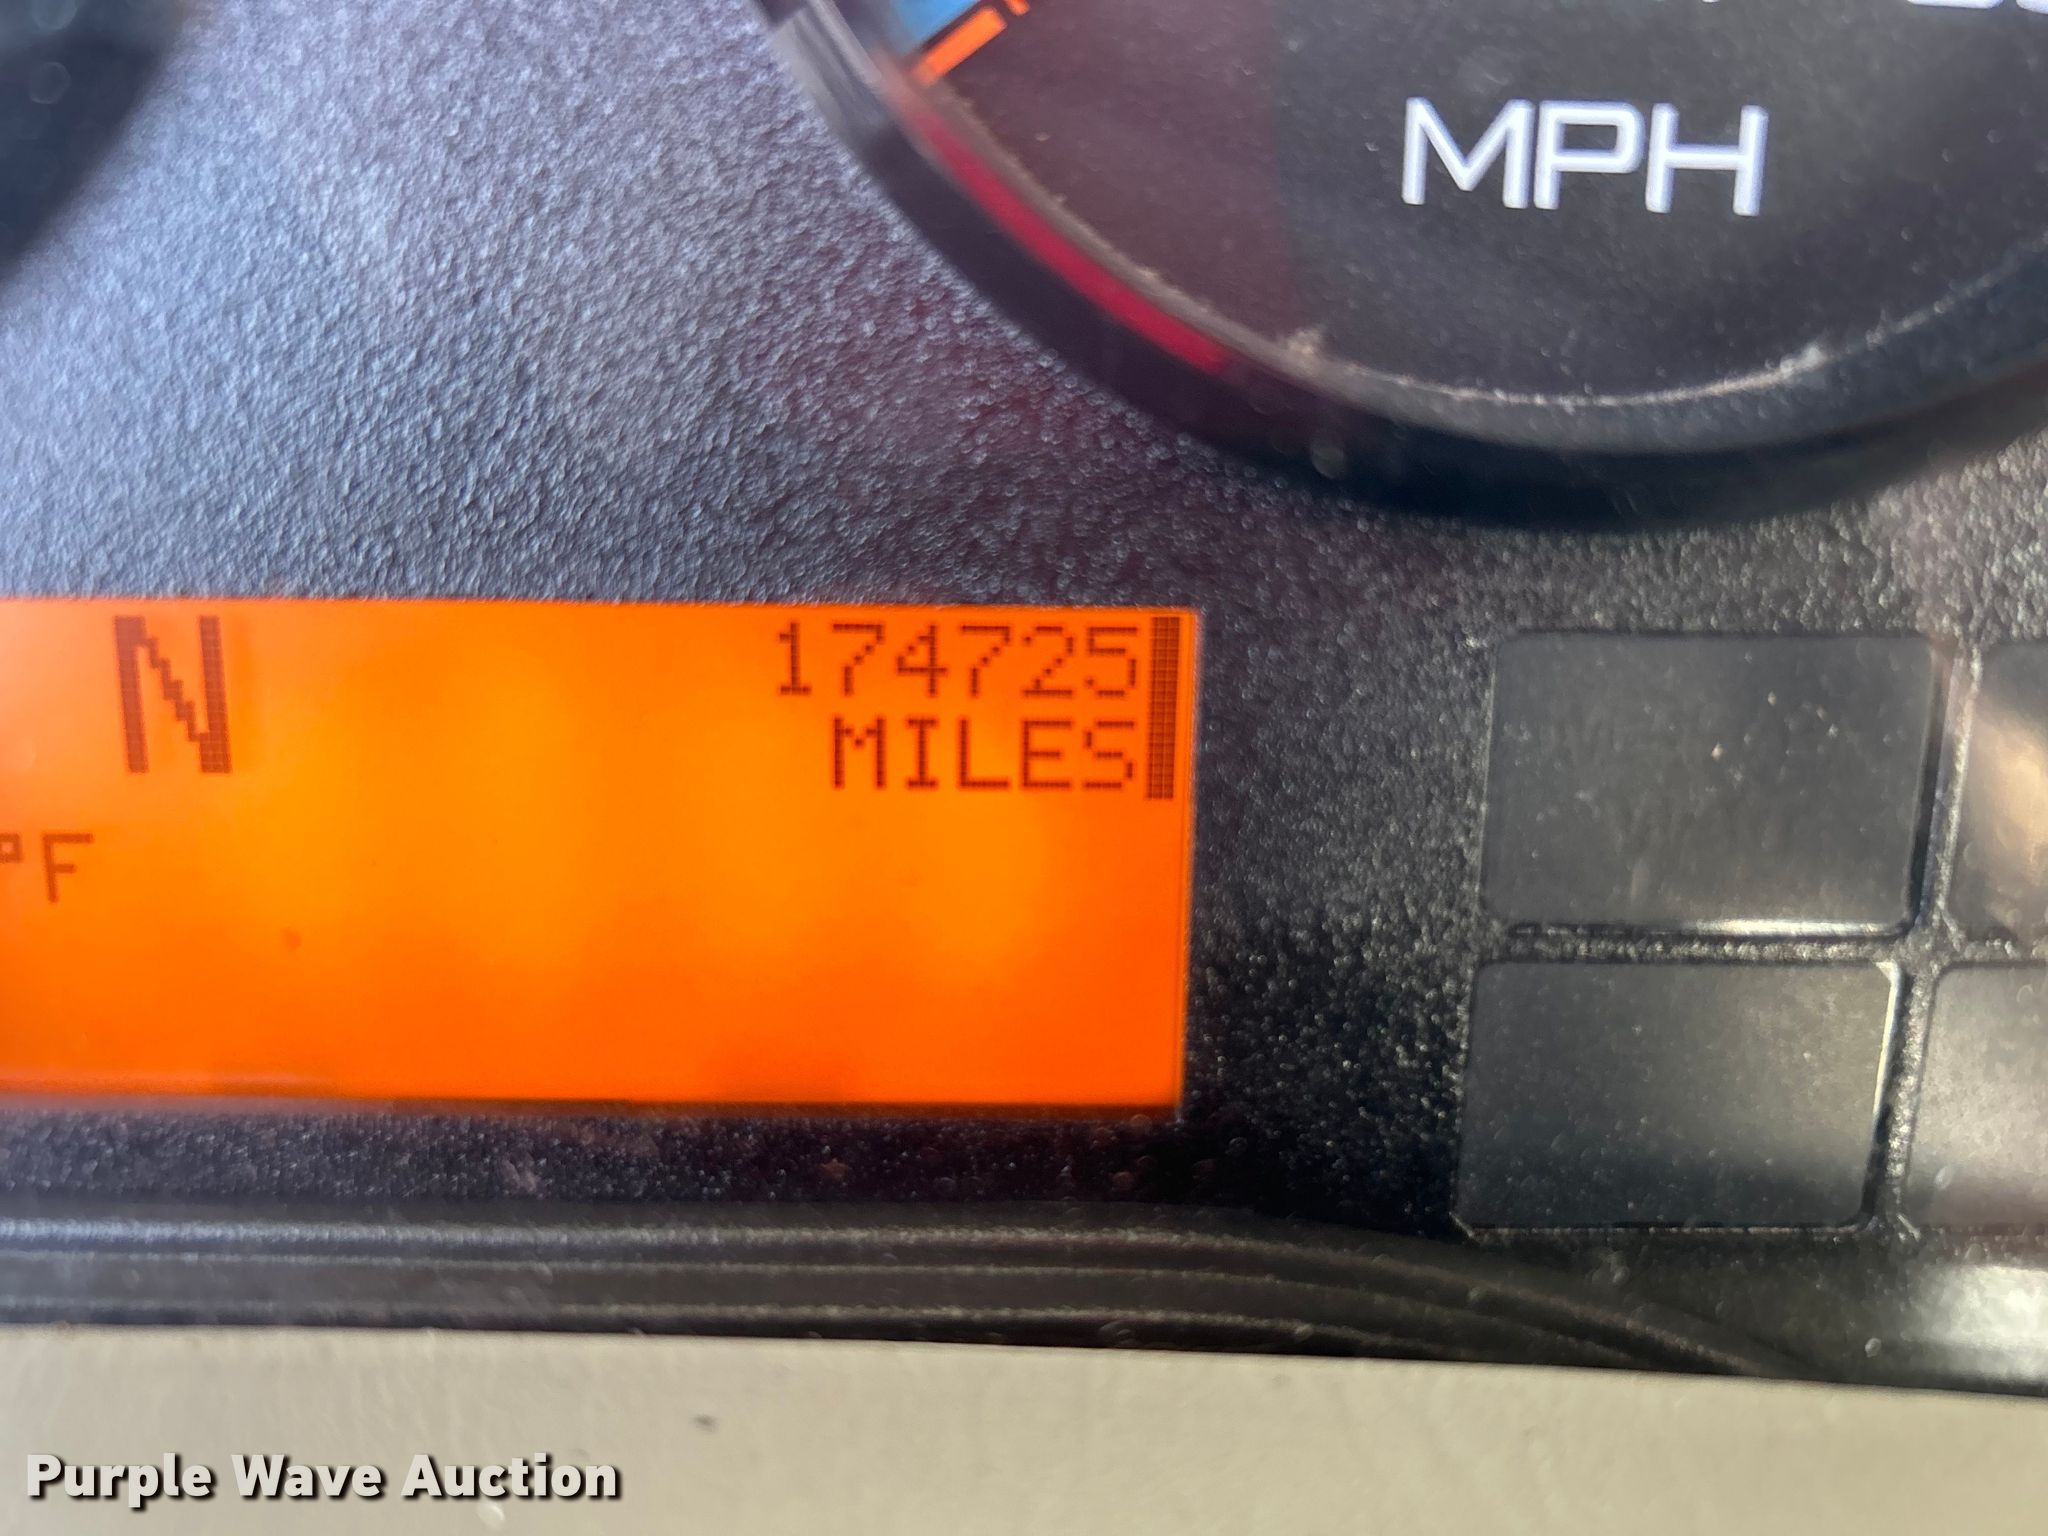 MPH
N
174725
MILES
°F
Purple Wave Auction